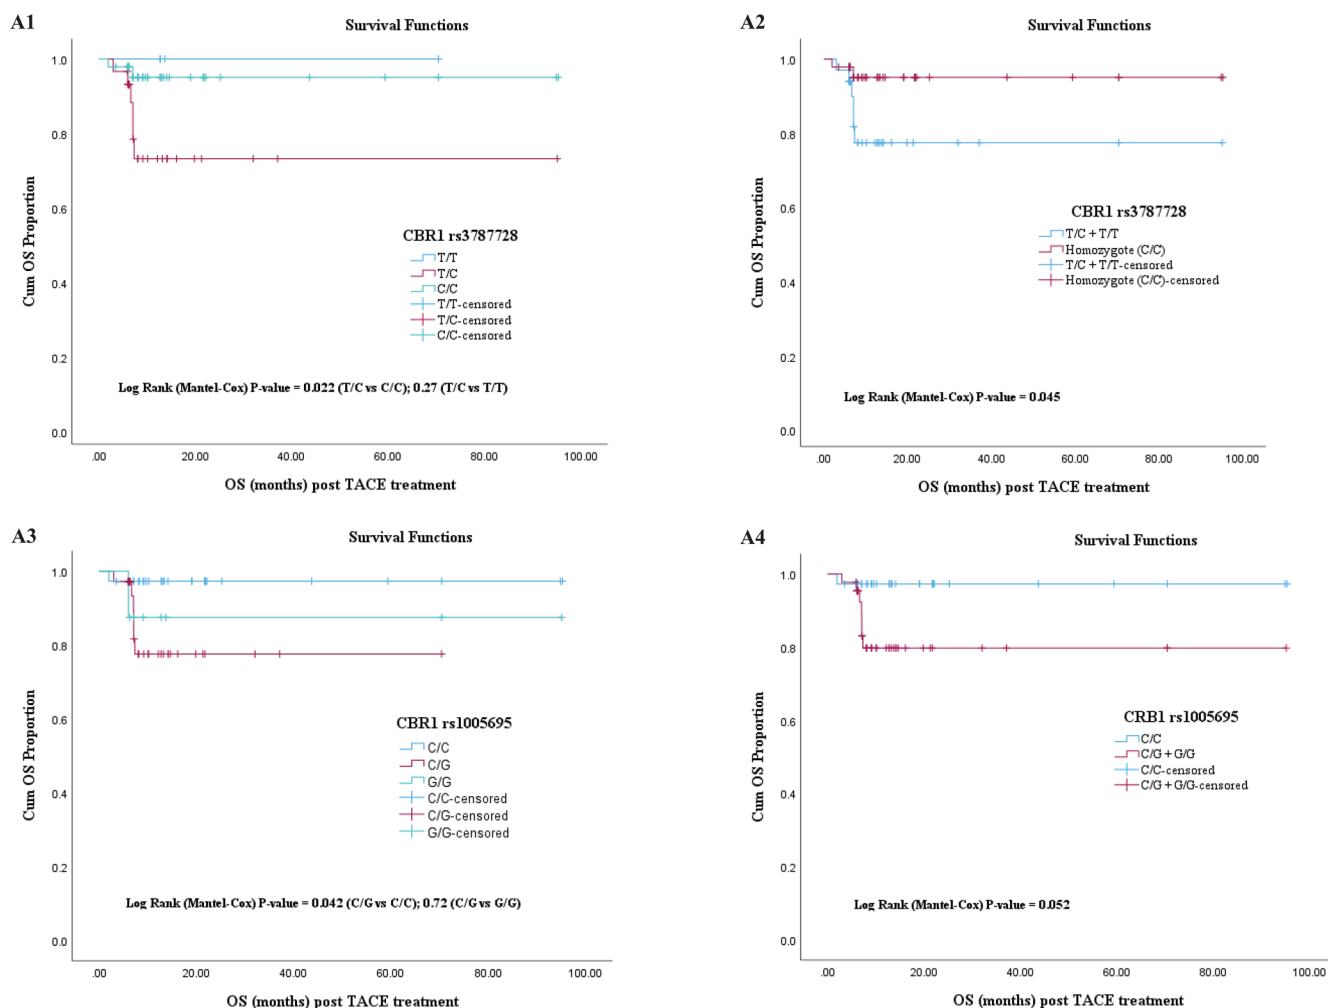 A1
Survival Functions
1.0
0.8
0.6
0.4
0.2
0.0
Cum OS Proportion
CBR1 rs3787728
T/T
T/C
C/C
T/T-censored
T/C-censored
C/C-censored
Log Rank (Mantel-Cox) P-value = 0.022 (T/C vs C/C); 0.27 (T/C vs T/T)
.00 20.00 40.00 60.00 80.00 100.00
OS (months) post TACE treatment
A2
Survival Functions
1.0
0.8
0.6
0.4
0.2
0.0
Cum OS Proportion
CBR1 rs3787728
T/C + T/T
Homozygote (C/C)
T/C + T/T-censored
Homozygote (C/C)-censored
Log Rank (Mantel-Cox) P-value = 0.045
.00 20.00 40.00 60.00 80.00 100.00
OS (months) post TACE treatment
A3
Survival Functions
1.0
0.8
0.6
0.4
0.2
0.0
Cum OS Proportion
CBR1 rs1005695
C/C
C/G
G/G
C/C-censored
C/G-censored
G/G-censored
Log Rank (Mantel-Cox) P-value = 0.042 (C/G vs C/C); 0.72 (C/G vs G/G)
.00 20.00 40.00 60.00 80.00 100.00
OS (months) post TACE treatment
A4
Survival Functions
1.0
0.8
0.6
0.4
0.2
0.0
Cum OS Proportion
CRB1 rs1005695
C/C
C/G + G/G
C/C-censored
C/G + G/G-censored
Log Rank (Mantel-Cox) P-value = 0.052
.00 20.00 40.00 60.00 80.00 100.00
OS (months) post TACE treatment